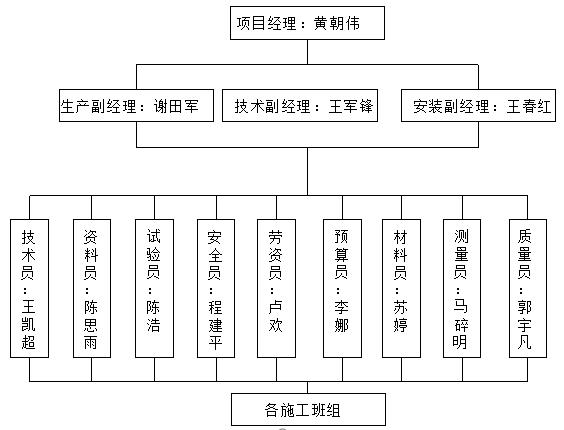 项目经理：黄朝伟
生产副经理：谢田军
技术副经理：王军锋
安装副经理：王春红
技术员：王凯超
资料员：陈思雨
试验员：陈浩
安全员：程建平
劳资员：卢欢
预算员：李娜
材料员：苏婷
测量员：马碎明
质量员：郭宇凡
各施工班组